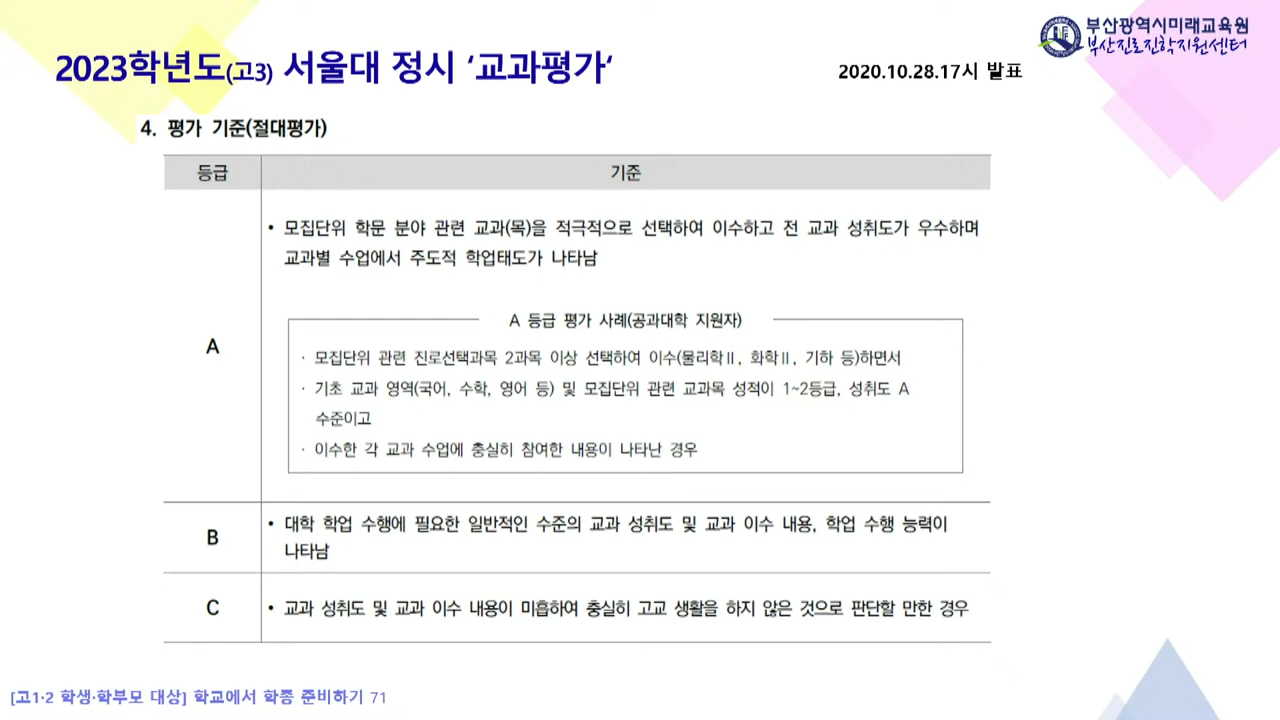 부산광역시미래교육원
부산진로진학지원센터
2023학년도(고3) 서울대 정시 ‘교과평가‘
2020.10.28.17시 발표
4. 평가 기준(절대평가)
등급 기준
A
• 모집단위 학문 분야 관련 교과(목)을 적극적으로 선택하여 이수하고 전 교과 성취도가 우수하며
교과별 수업에서 주도적 학업태도가 나타남
A 등급 평가 사례(공과대학 지원자)
· 모집단위 관련 진로선택과목 2과목 이상 선택하여 이수(물리학Ⅱ, 화학Ⅱ, 기하 등)하면서
· 기초 교과 영역(국어, 수학, 영어 등) 및 모집단위 관련 교과목 성적이 1~2등급, 성취도 A
수준이고
· 이수한 각 교과 수업에 충실히 참여한 내용이 나타난 경우
B
• 대학 학업 수행에 필요한 일반적인 수준의 교과 성취도 및 교과 이수 내용, 학업 수행 능력이
나타남
C • 교과 성취도 및 교과 이수 내용이 미흡하여 충실히 고교 생활을 하지 않은 것으로 판단할 만한 경우
[고1·2 학생·학부모 대상] 학교에서 학종 준비하기 71